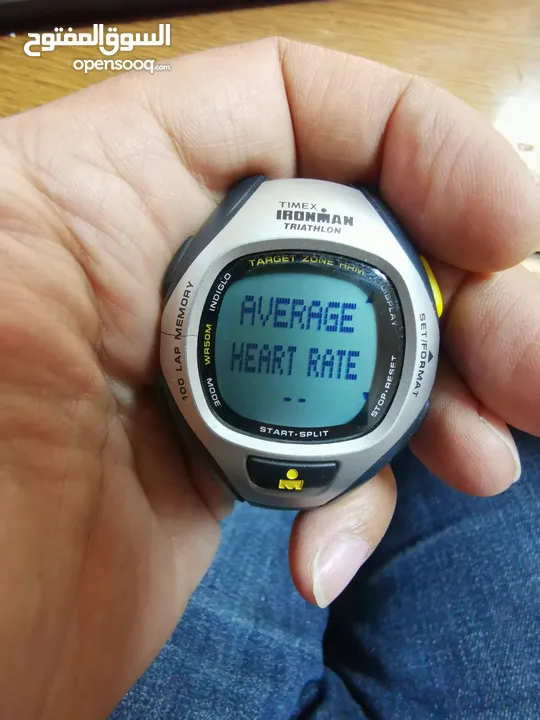 السوق المفتوح
opensooq.com
TIMEX
IRONMAN
TRIATHLON
TARGET ZONE HRM
INDIGLO
DISPLAY
100 LAP MEMORY
WR50M
MODE
SET/FORMAT
STOP•RESET
AVERAGE
HEART RATE
--
START•SPLIT